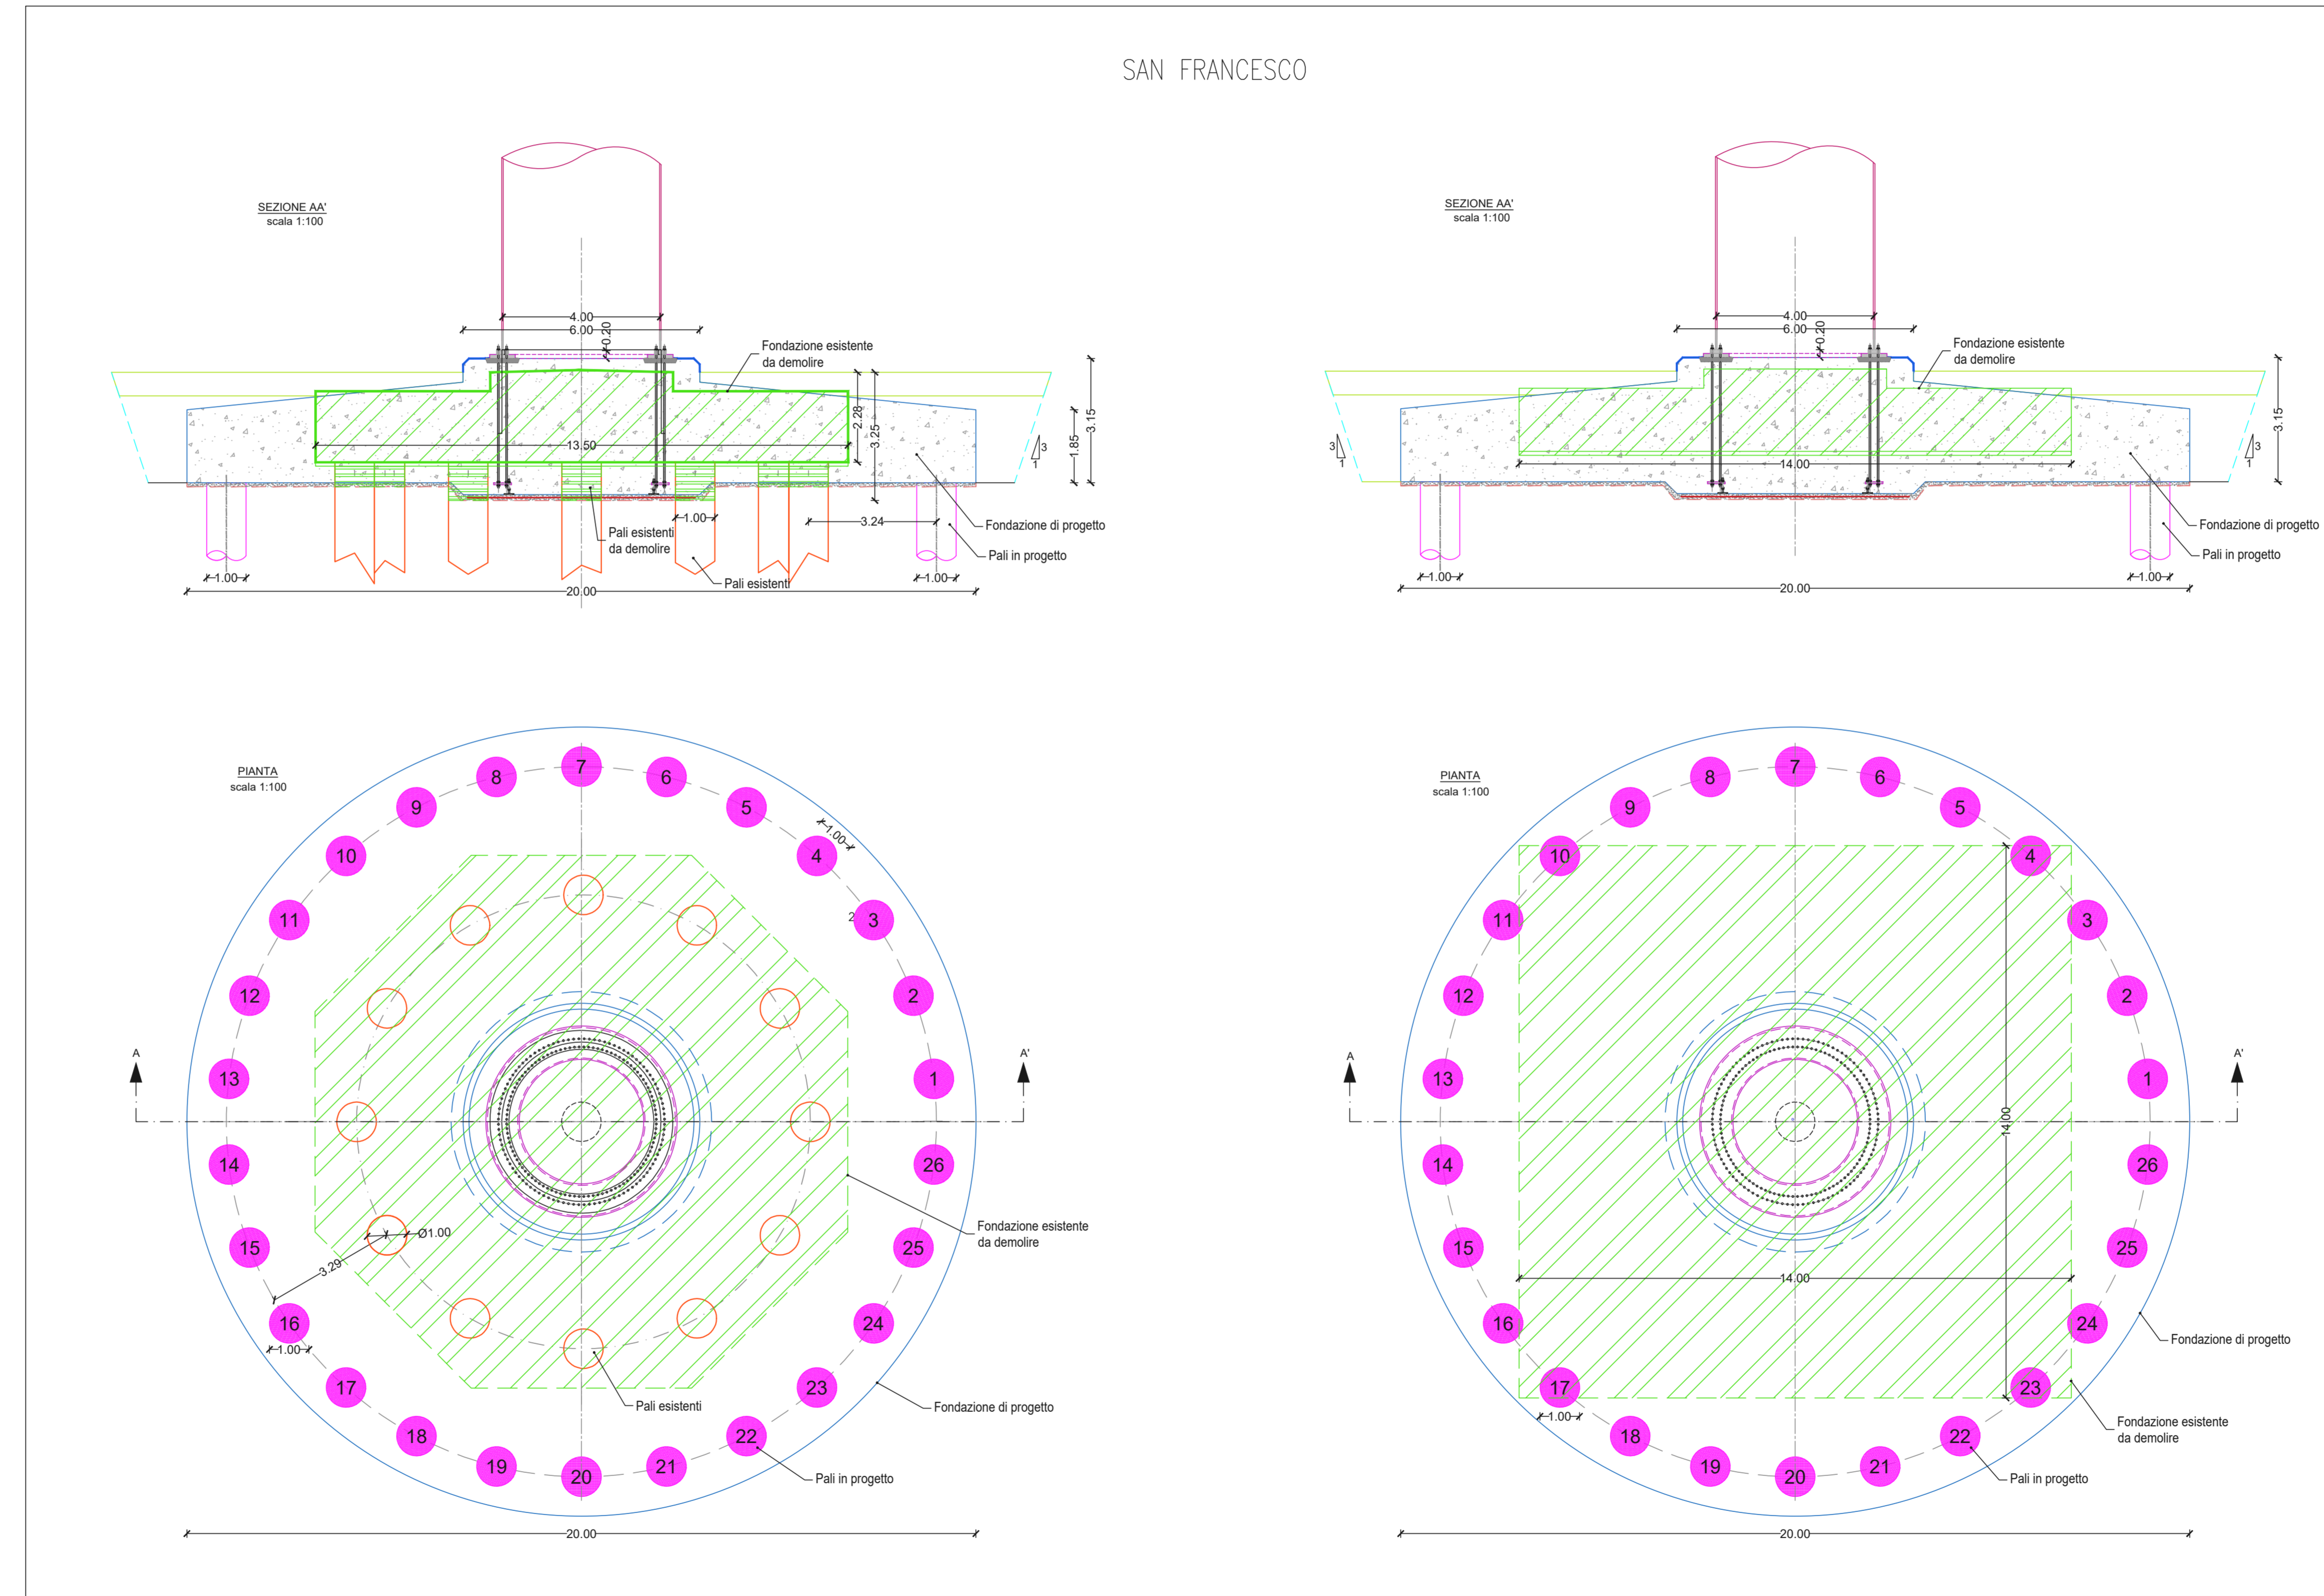 SAN FRANCESCO
SEZIONE AA'
scala 1:100
4.00
6.00
0.20
Fondazione esistente
da demolire
2.28
3.25
1.85
3.15
13.50
3
1
1.00
3.24
Pali esistenti
da demolire
Fondazione di progetto
Pali in progetto
Pali esistenti
1.00
1.00
20.00
SEZIONE AA'
scala 1:100
4.00
6.00
0.20
Fondazione esistente
da demolire
3.15
3
1
3
1
14.00
Fondazione di progetto
Pali in progetto
1.00
1.00
20.00
PIANTA
scala 1:100
7
8
6
9
5
1.00
10
4
11
2
3
12
2
A
A'
13
1
14
26
Fondazione esistente
da demolire
Ø1.00
15
25
3.29
16
24
1.00
17
23
Pali esistenti
Fondazione di progetto
18
22
19
21
20
Pali in progetto
20.00
PIANTA
scala 1:100
7
8
6
9
5
10
4
11
3
12
2
A
A'
13
1
14.00
14
26
15
25
14.00
16
24
Fondazione di progetto
17
23
1.00
Fondazione esistente
da demolire
18
22
19
21
20
Pali in progetto
20.00